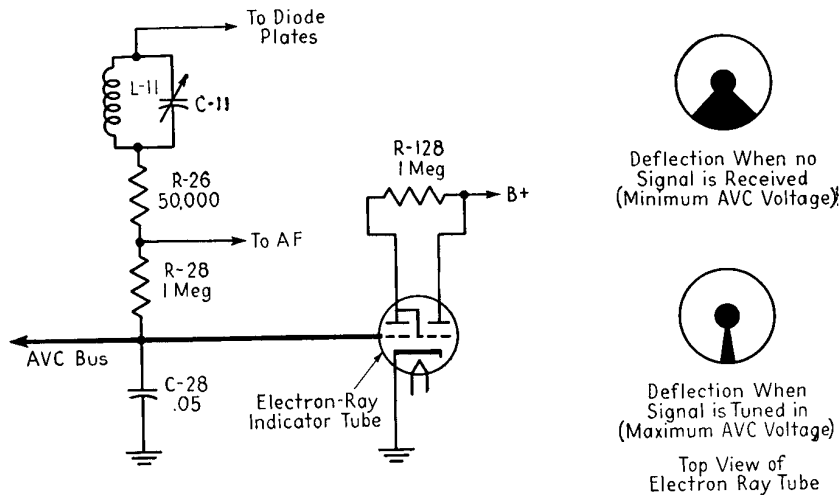 To Diode
Plates
L-11
C-11
R-26
50,000
To AF
R-28
1 Meg
AVC Bus
C-28
.05
R-128
1 Meg
B+
Electron-Ray
Indicator Tube
Deflection When no
Signal is Received
(Minimum AVC Voltage)
Deflection When
Signal is Tuned in
(Maximum AVC Voltage)
Top View of
Electron Ray Tube